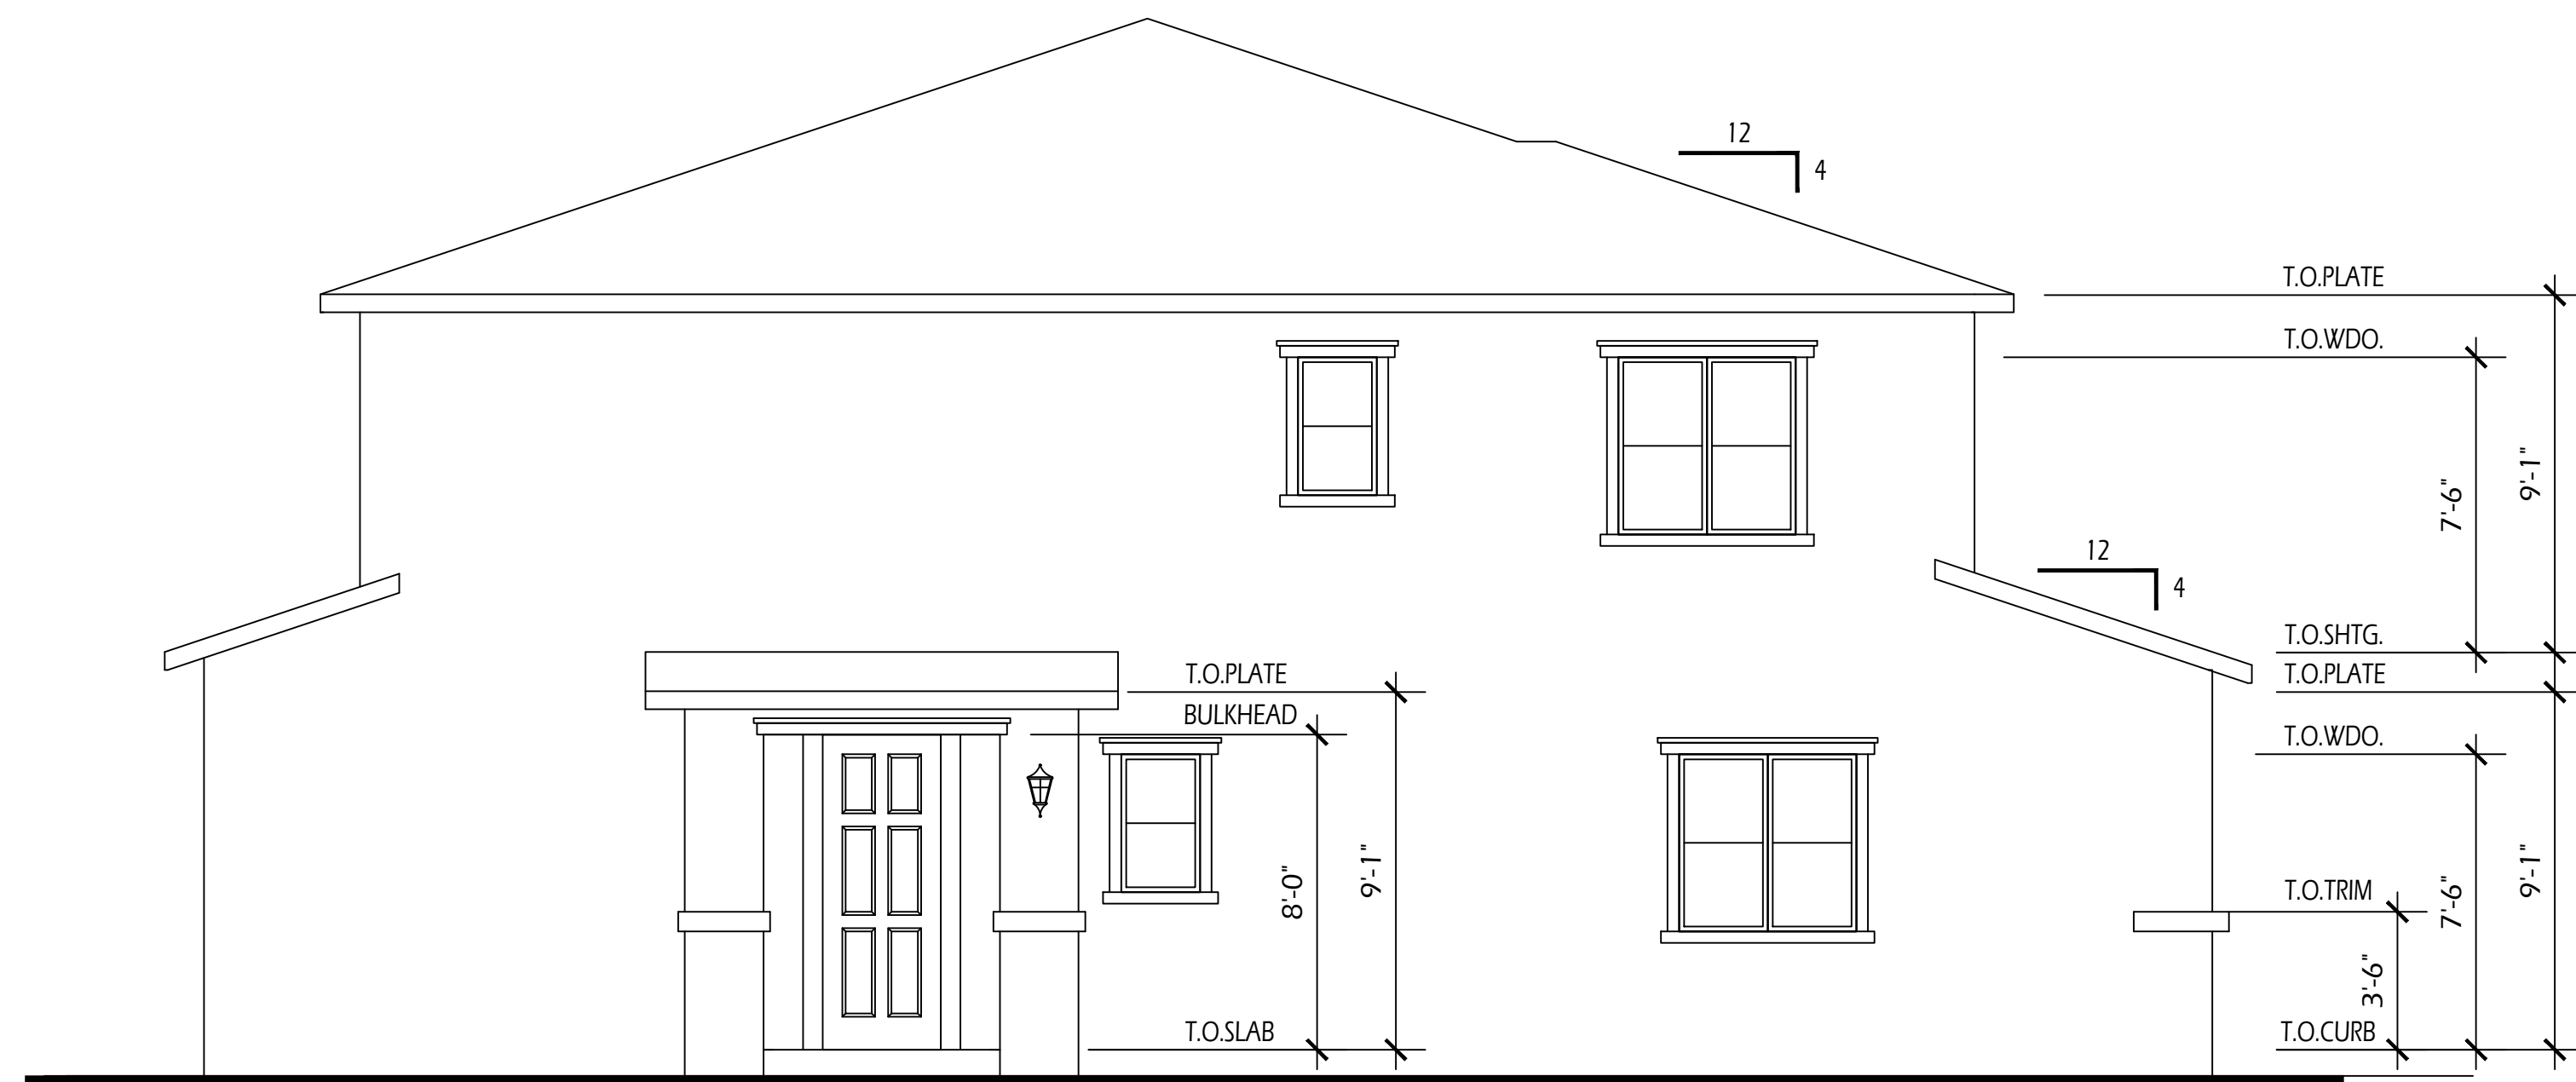 12
4
T.O.PLATE
T.O.WDO.
9'-1"
7'-6"
12
4
T.O.SHTG.
T.O.PLATE
T.O.PLATE
BULKHEAD
T.O.WDO.
8'-0"
9'-1"
T.O.TRIM
7'-6"
9'-1"
3'-6"
T.O.SLAB
T.O.CURB